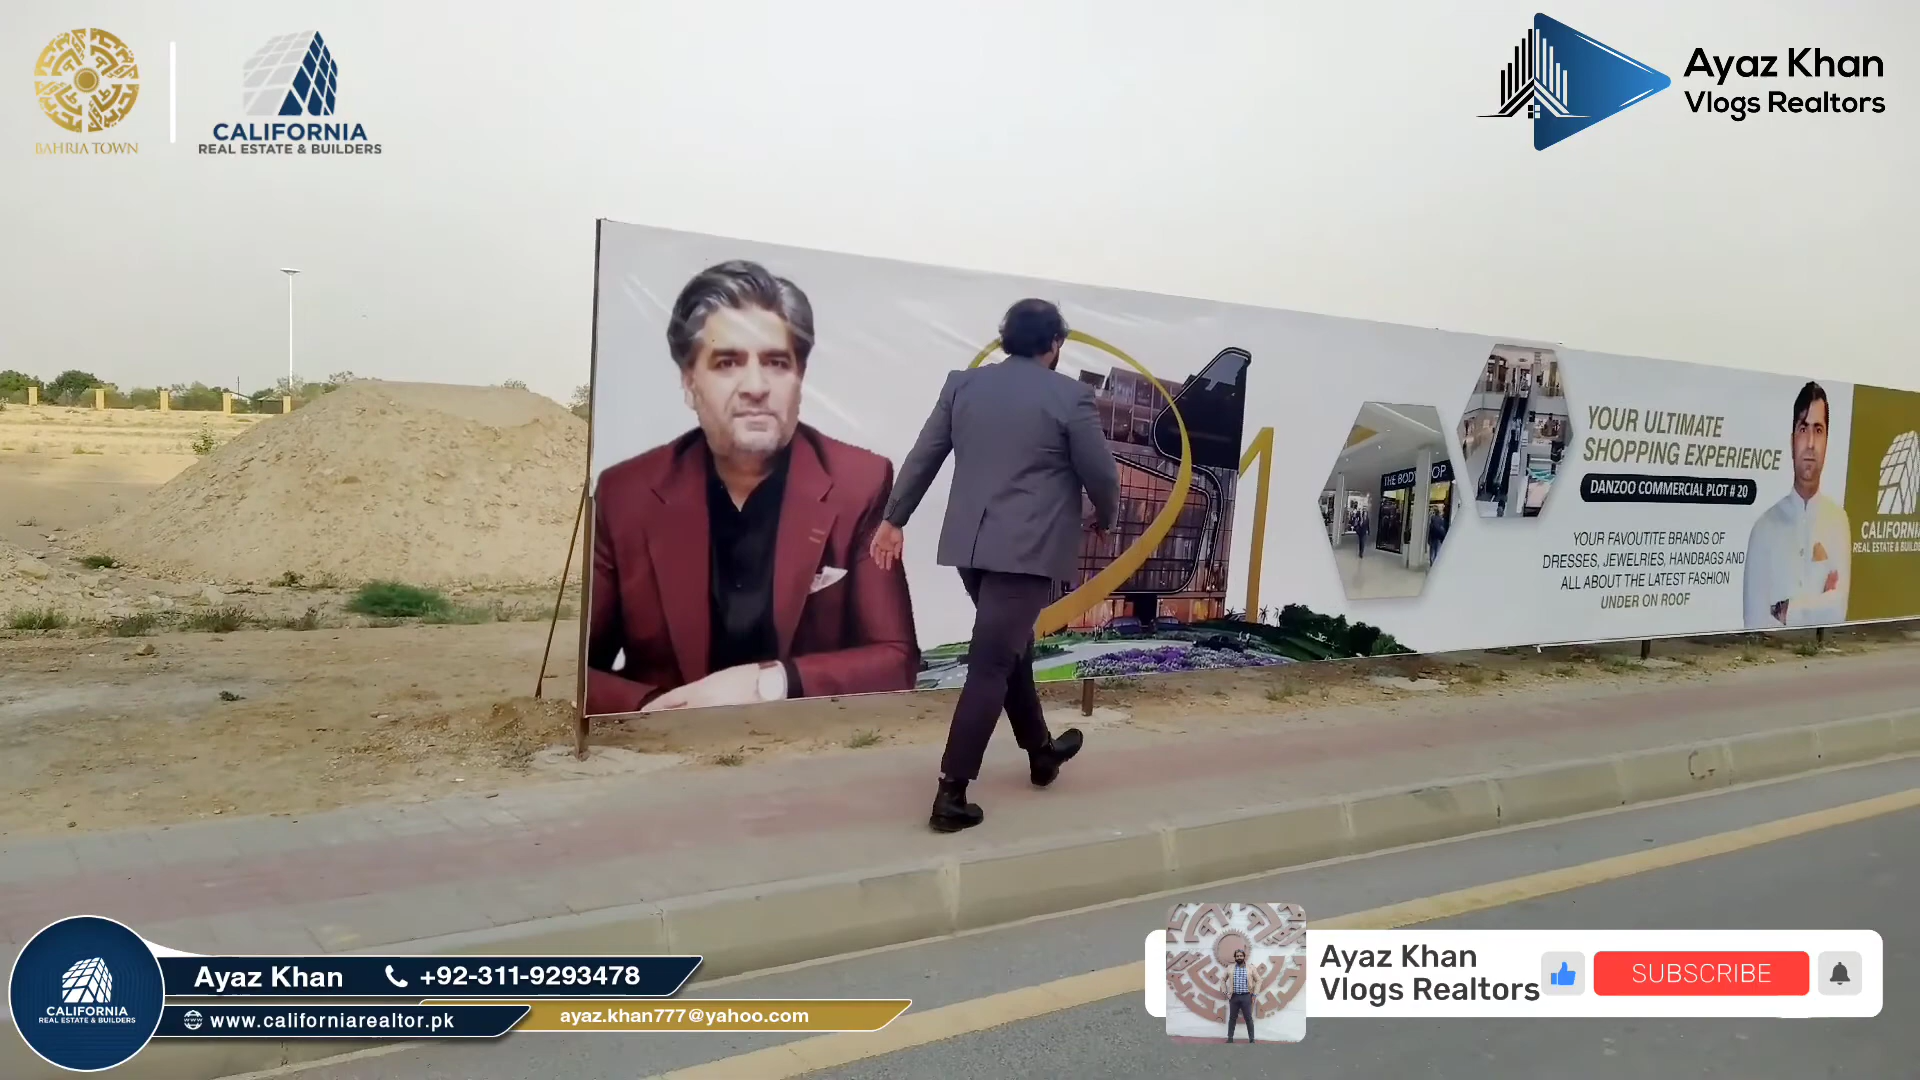 BAHRIA TOWN
CALIFORNIA
REAL ESTATE & BUILDERS
Ayaz Khan
Vlogs Realtors
THE BODY
OP
YOUR ULTIMATE
SHOPPING EXPERIENCE
DANZOO COMMERCIAL PLOT # 20
YOUR FAVOUTITE BRANDS OF
DRESSES, JEWELRIES, HANDBAGS AND
ALL ABOUT THE LATEST FASHION
UNDER ON ROOF
CALIFORNIA
REAL ESTATE & BUILDE
CALIFORNIA
REAL ESTATE & BUILDERS
Ayaz Khan +92-311-9293478
www.californiarealtor.pk
ayaz.khan777@yahoo.com
Ayaz Khan
Vlogs Realtors
SUBSCRIBE